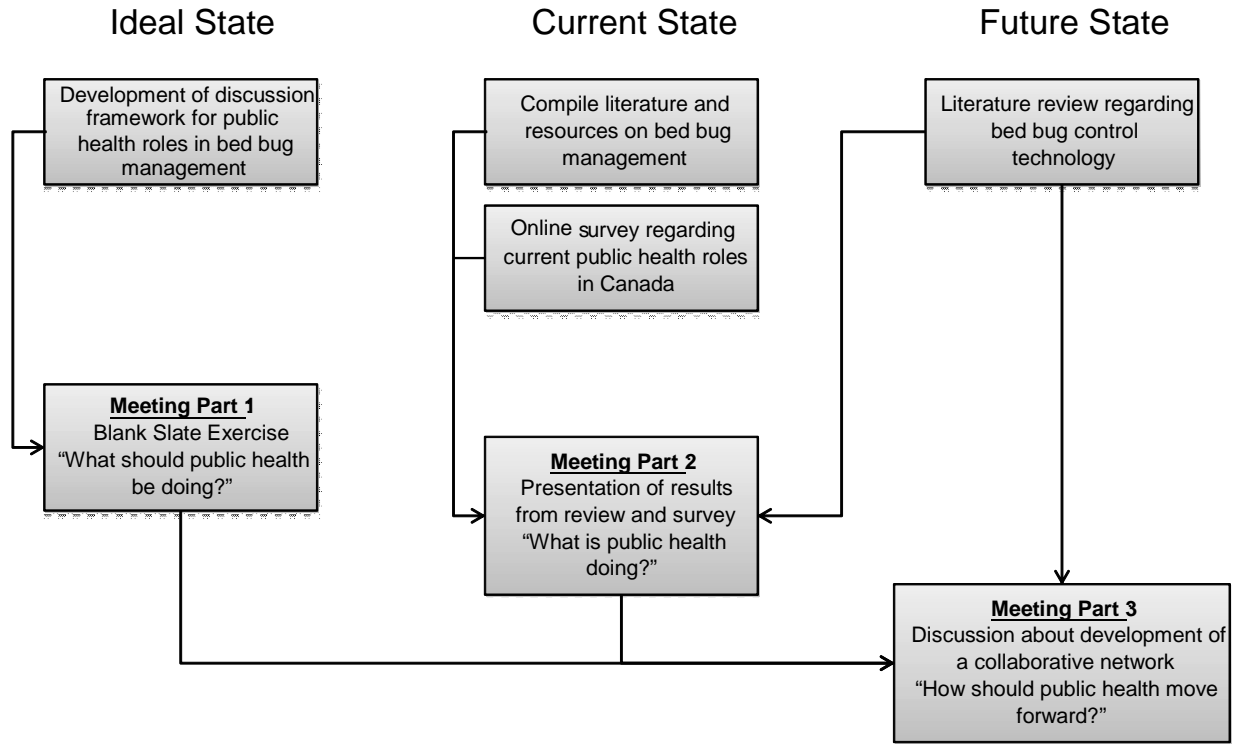 Ideal State
Current State
Future State
Development of discussion
framework for public
health roles in bed bug
management
Compile literature and
resources on bed bug
management
Literature review regarding
bed bug control
technology
Online survey regarding
current public health roles
in Canada
Meeting Part 1
Blank Slate Exercise
“What should public health
be doing?”
Meeting Part 2
Presentation of results
from review and survey
“What is public health
doing?”
Meeting Part 3
Discussion about development of
a collaborative network
“How should public health move
forward?”